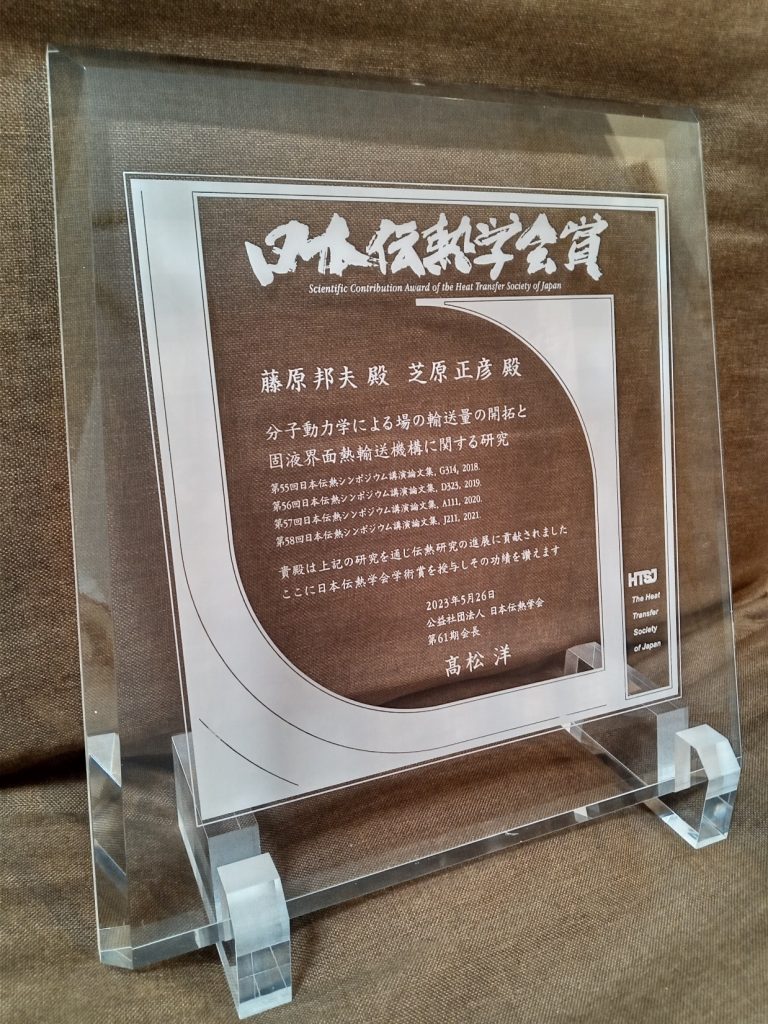 日本伝熱学会賞
Scientific Contribution Award of the Heat Transfer Society of Japan
藤原邦夫 殿 芝原正彦 殿
分子動力学による場の輸送量の開拓と
固液界面熱輸送機構に関する研究
第55回日本伝熱シンポジウム講演論文集, G314, 2018.
第56回日本伝熱シンポジウム講演論文集, D323, 2019.
第57回日本伝熱シンポジウム講演論文集, A111, 2020.
第58回日本伝熱シンポジウム講演論文集, J211, 2021.
貴殿は上記の研究を通じ伝熱研究の進展に貢献されました
ここに日本伝熱学会学術賞を授与しその功績を讃えます
2023年5月26日
公益社団法人 日本伝熱学会
第61期会長
髙松 洋
HTSJ
The Heat
Transfer
Society
of Japan